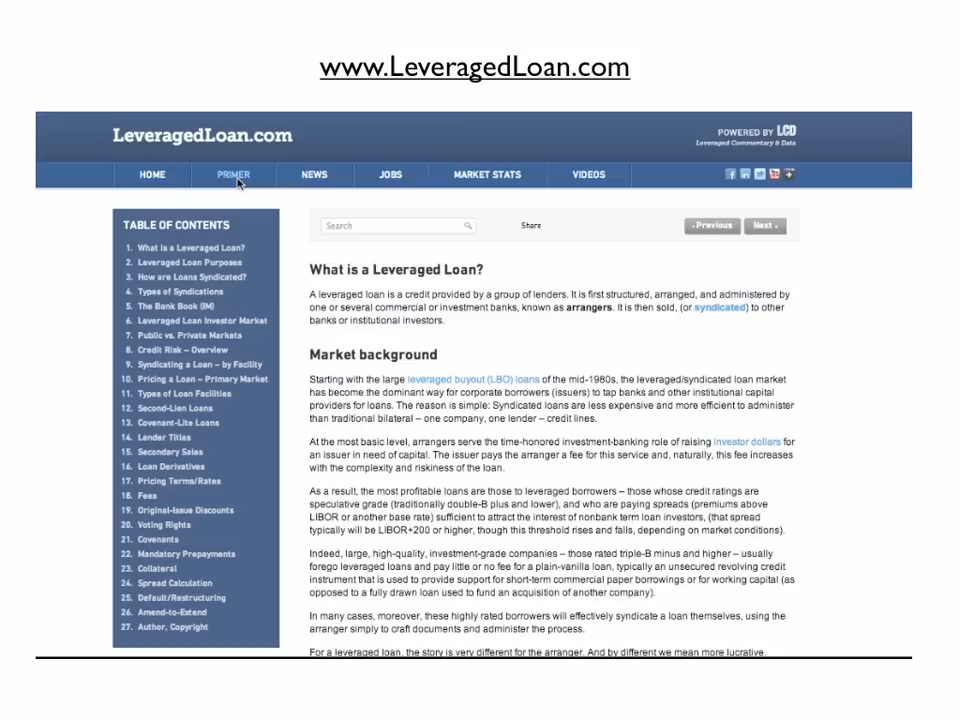 www.LeveragedLoan.com
LeveragedLoan.com
POWERED BY LCD
Leveraged Commentary & Data
HOME PRIMER NEWS JOBS MARKET STATS VIDEOS
TABLE OF CONTENTS
1. What is a Leveraged Loan?
2. Leveraged Loan Purposes
3. How are Loans Syndicated?
4. Types of Syndications
5. The Bank Book (IM)
6. Leveraged Loan Investor Market
7. Public vs. Private Markets
8. Credit Risk – Overview
9. Syndicating a Loan – by Facility
10. Pricing a Loan – Primary Market
11. Types of Loan Facilities
12. Second-Lien Loans
13. Covenant-Lite Loans
14. Lender Titles
15. Secondary Sales
16. Loan Derivatives
17. Pricing Terms/Rates
18. Fees
19. Original-Issue Discounts
20. Voting Rights
21. Covenants
22. Mandatory Prepayments
23. Collateral
24. Spread Calculation
25. Default/Restructuring
26. Amend-to-Extend
27. Author, Copyright
Search Share ‹ Previous Next ›
What is a Leveraged Loan?
A leveraged loan is a credit provided by a group of lenders. It is first structured, arranged, and administered by
one or several commercial or investment banks, known as arrangers. It is then sold, (or syndicated) to other
banks or institutional investors.
Market background
Starting with the large leveraged buyout (LBO) loans of the mid-1980s, the leveraged/syndicated loan market
has become the dominant way for corporate borrowers (issuers) to tap banks and other institutional capital
providers for loans. The reason is simple: Syndicated loans are less expensive and more efficient to administer
than traditional bilateral – one company, one lender – credit lines.
At the most basic level, arrangers serve the time-honored investment-banking role of raising investor dollars for
an issuer in need of capital. The issuer pays the arranger a fee for this service and, naturally, this fee increases
with the complexity and riskiness of the loan.
As a result, the most profitable loans are those to leveraged borrowers – those whose credit ratings are
speculative grade (traditionally double-B plus and lower), and who are paying spreads (premiums above
LIBOR or another base rate) sufficient to attract the interest of nonbank term loan investors, (that spread
typically will be LIBOR+200 or higher, though this threshold rises and falls, depending on market conditions).
Indeed, large, high-quality, investment-grade companies – those rated triple-B minus and higher – usually
forego leveraged loans and pay little or no fee for a plain-vanilla loan, typically an unsecured revolving credit
instrument that is used to provide support for short-term commercial paper borrowings or for working capital (as
opposed to a fully drawn loan used to fund an acquisition of another company).
In many cases, moreover, these highly rated borrowers will effectively syndicate a loan themselves, using the
arranger simply to craft documents and administer the process.
For a leveraged loan, the story is very different for the arranger. And by different we mean more lucrative.